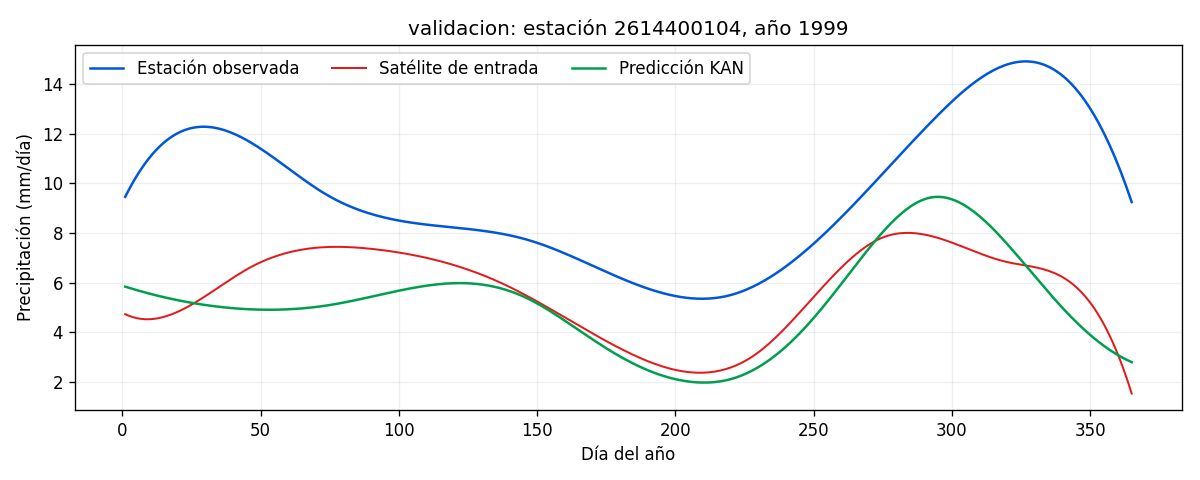 validacion: estación 2614400104, año 1999
Estación observada
Satélite de entrada
Predicción KAN
Precipitación (mm/día)
14
12
10
8
6
4
2
0
50
100
150
200
250
300
350
Día del año